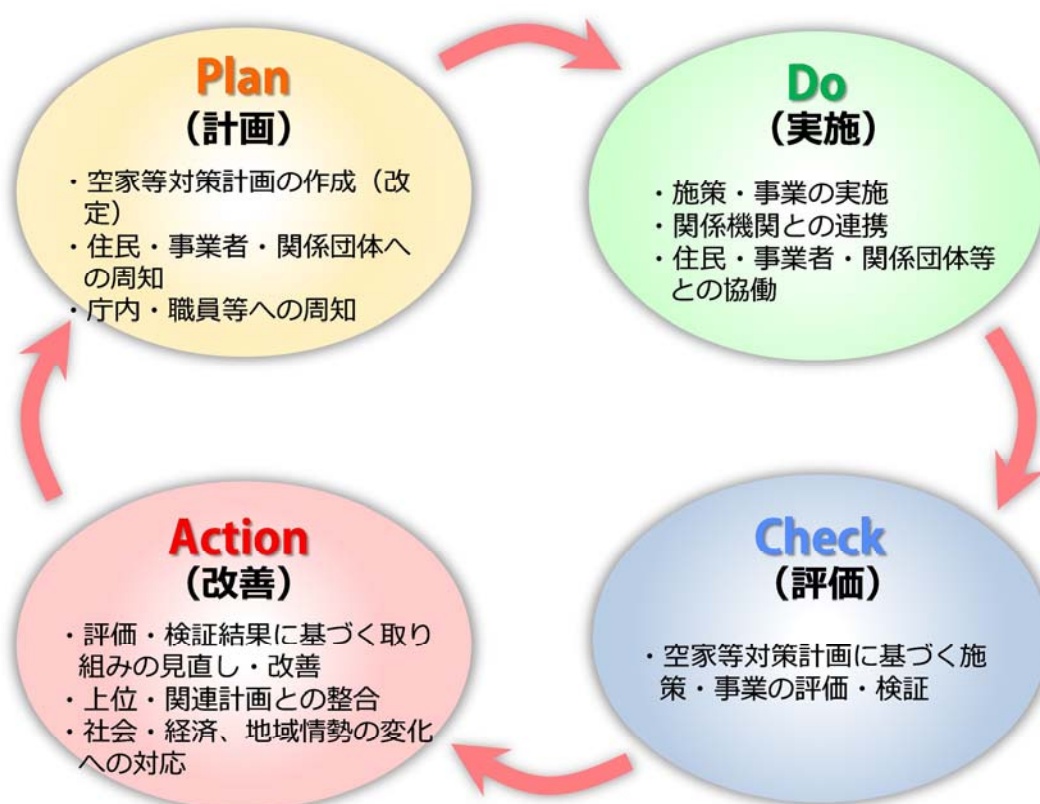 Plan
（計画）
・空家等対策計画の作成（改
定）
・住民・事業者・関係団体へ
の周知
・庁内・職員等への周知
Do
（実施）
・施策・事業の実施
・関係機関との連携
・住民・事業者・関係団体等
との協働
Check
（評価）
・空家等対策計画に基づく施
策・事業の評価・検証
Action
（改善）
・評価・検証結果に基づく取り
組みの見直し・改善
・上位・関連計画との整合
・社会・経済、地域情勢の変化
への対応